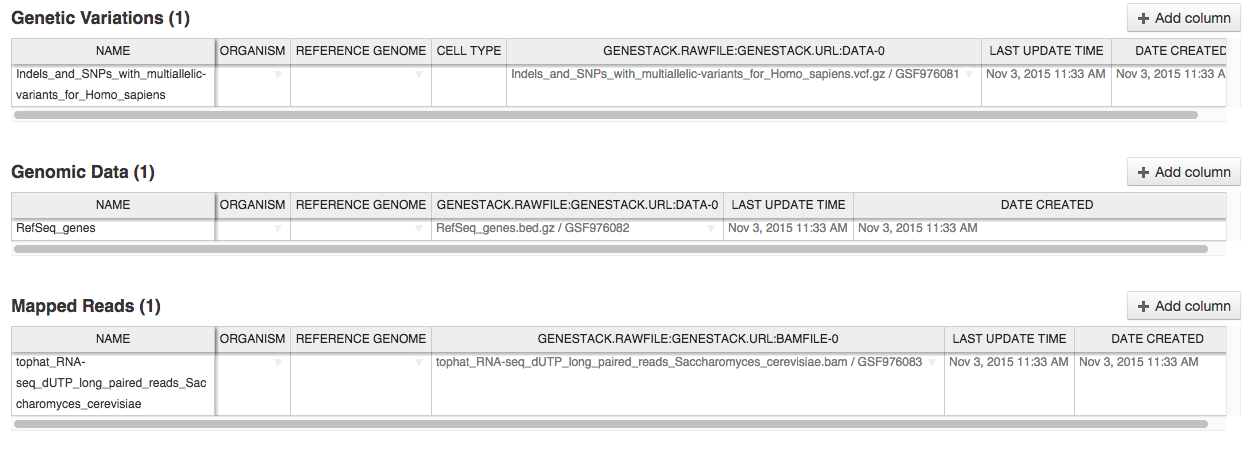 Genetic Variations (1)
+ Add column
NAME ORGANISM REFERENCE GENOME CELL TYPE GENESTACK.RAWFILE:GENESTACK.URL:DATA-0 LAST UPDATE TIME DATE CREATED
Indels_and_SNPs_with_multiallelic- Indels_and_SNPs_with_multiallelic-variants_for_Homo_sapiens.vcf.gz / GSF976081 Nov 3, 2015 11:33 AM Nov 3, 2015 11:33 A
variants_for_Homo_sapiens
Genomic Data (1)
+ Add column
NAME ORGANISM REFERENCE GENOME GENESTACK.RAWFILE:GENESTACK.URL:DATA-0 LAST UPDATE TIME DATE CREATED
RefSeq_genes RefSeq_genes.bed.gz / GSF976082 Nov 3, 2015 11:33 AM Nov 3, 2015 11:33 AM
Mapped Reads (1)
+ Add column
NAME ORGANISM REFERENCE GENOME GENESTACK.RAWFILE:GENESTACK.URL:BAMFILE-0 LAST UPDATE TIME DATE CREATED
tophat_RNA- tophat_RNA-seq_dUTP_long_paired_reads_Saccharomyces_cerevisiae.bam / GSF976083 Nov 3, 2015 11:33 AM Nov 3, 2015 11:33 AM
seq_dUTP_long_paired_reads_Sac
charomyces_cerevisiae